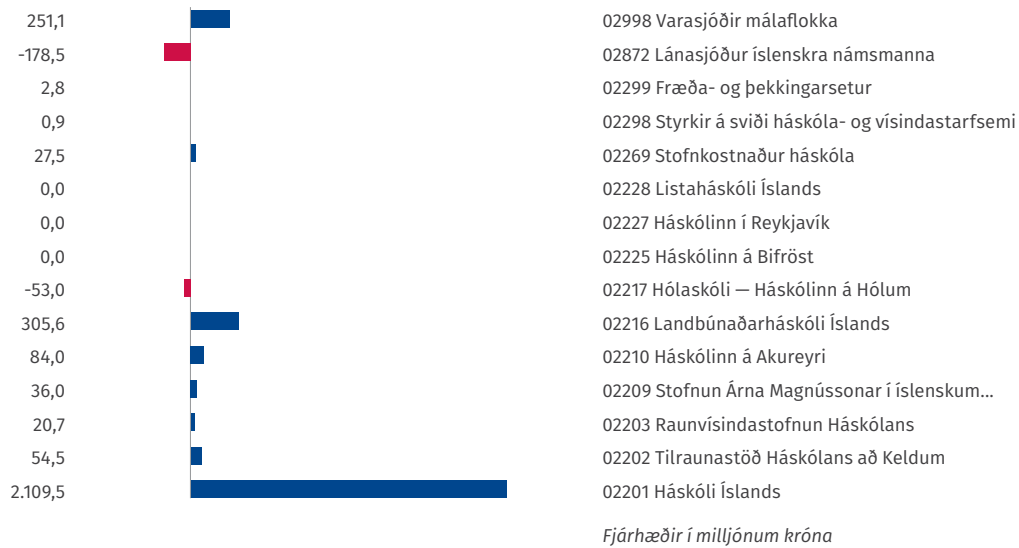 251,1 02998 Varasjóðir málaflokka
-178,5 02872 Lánasjóður íslenskra námsmanna
2,8 02299 Fræða- og þekkingarsetur
0,9 02298 Styrkir á sviði háskóla- og vísindastarfsemi
27,5 02269 Stofnkostnaður háskóla
0,0 02228 Listaháskóli Íslands
0,0 02227 Háskólinn í Reykjavík
0,0 02225 Háskólinn á Bifröst
-53,0 02217 Hólaskóli — Háskólinn á Hólum
305,6 02216 Landbúnaðarháskóli Íslands
84,0 02210 Háskólinn á Akureyri
36,0 02209 Stofnun Árna Magnússonar í íslenskum...
20,7 02203 Raunvísindastofnun Háskólans
54,5 02202 Tilraunastöð Háskólans að Keldum
2.109,5 02201 Háskóli Íslands
Fjárhæðir í milljónum króna